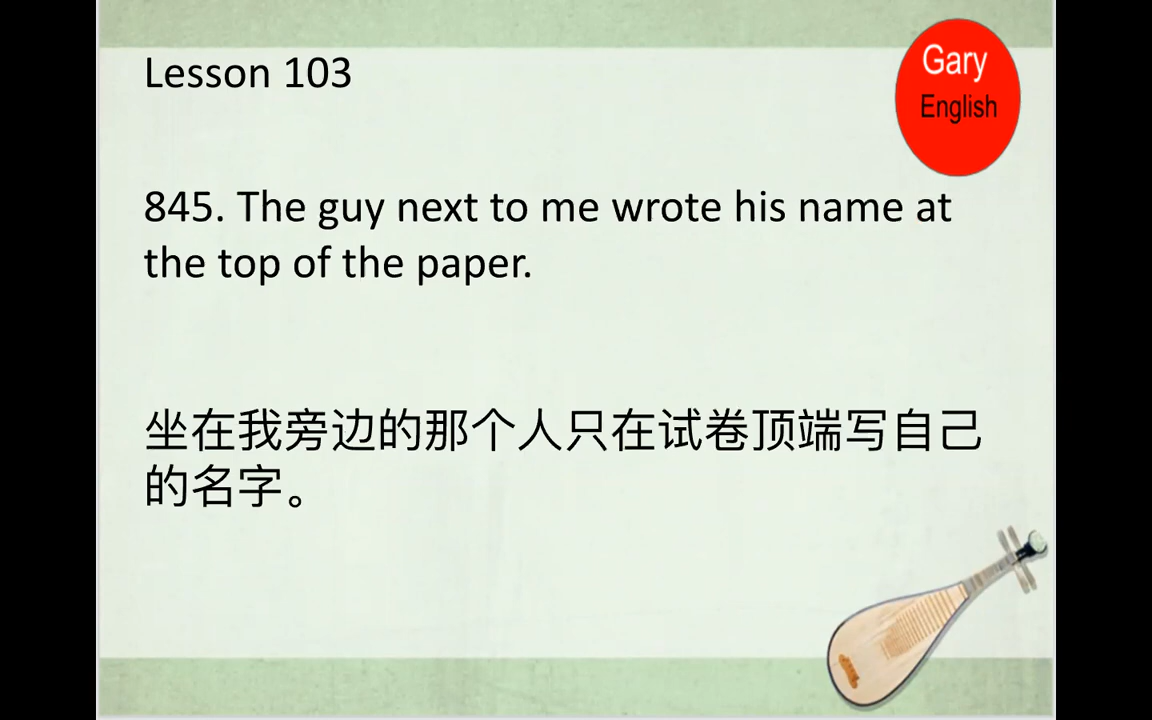 Lesson 103
Gary
English
845. The guy next to me wrote his name at
the top of the paper.
坐在我旁边的那个人只在试卷顶端写自己
的名字。